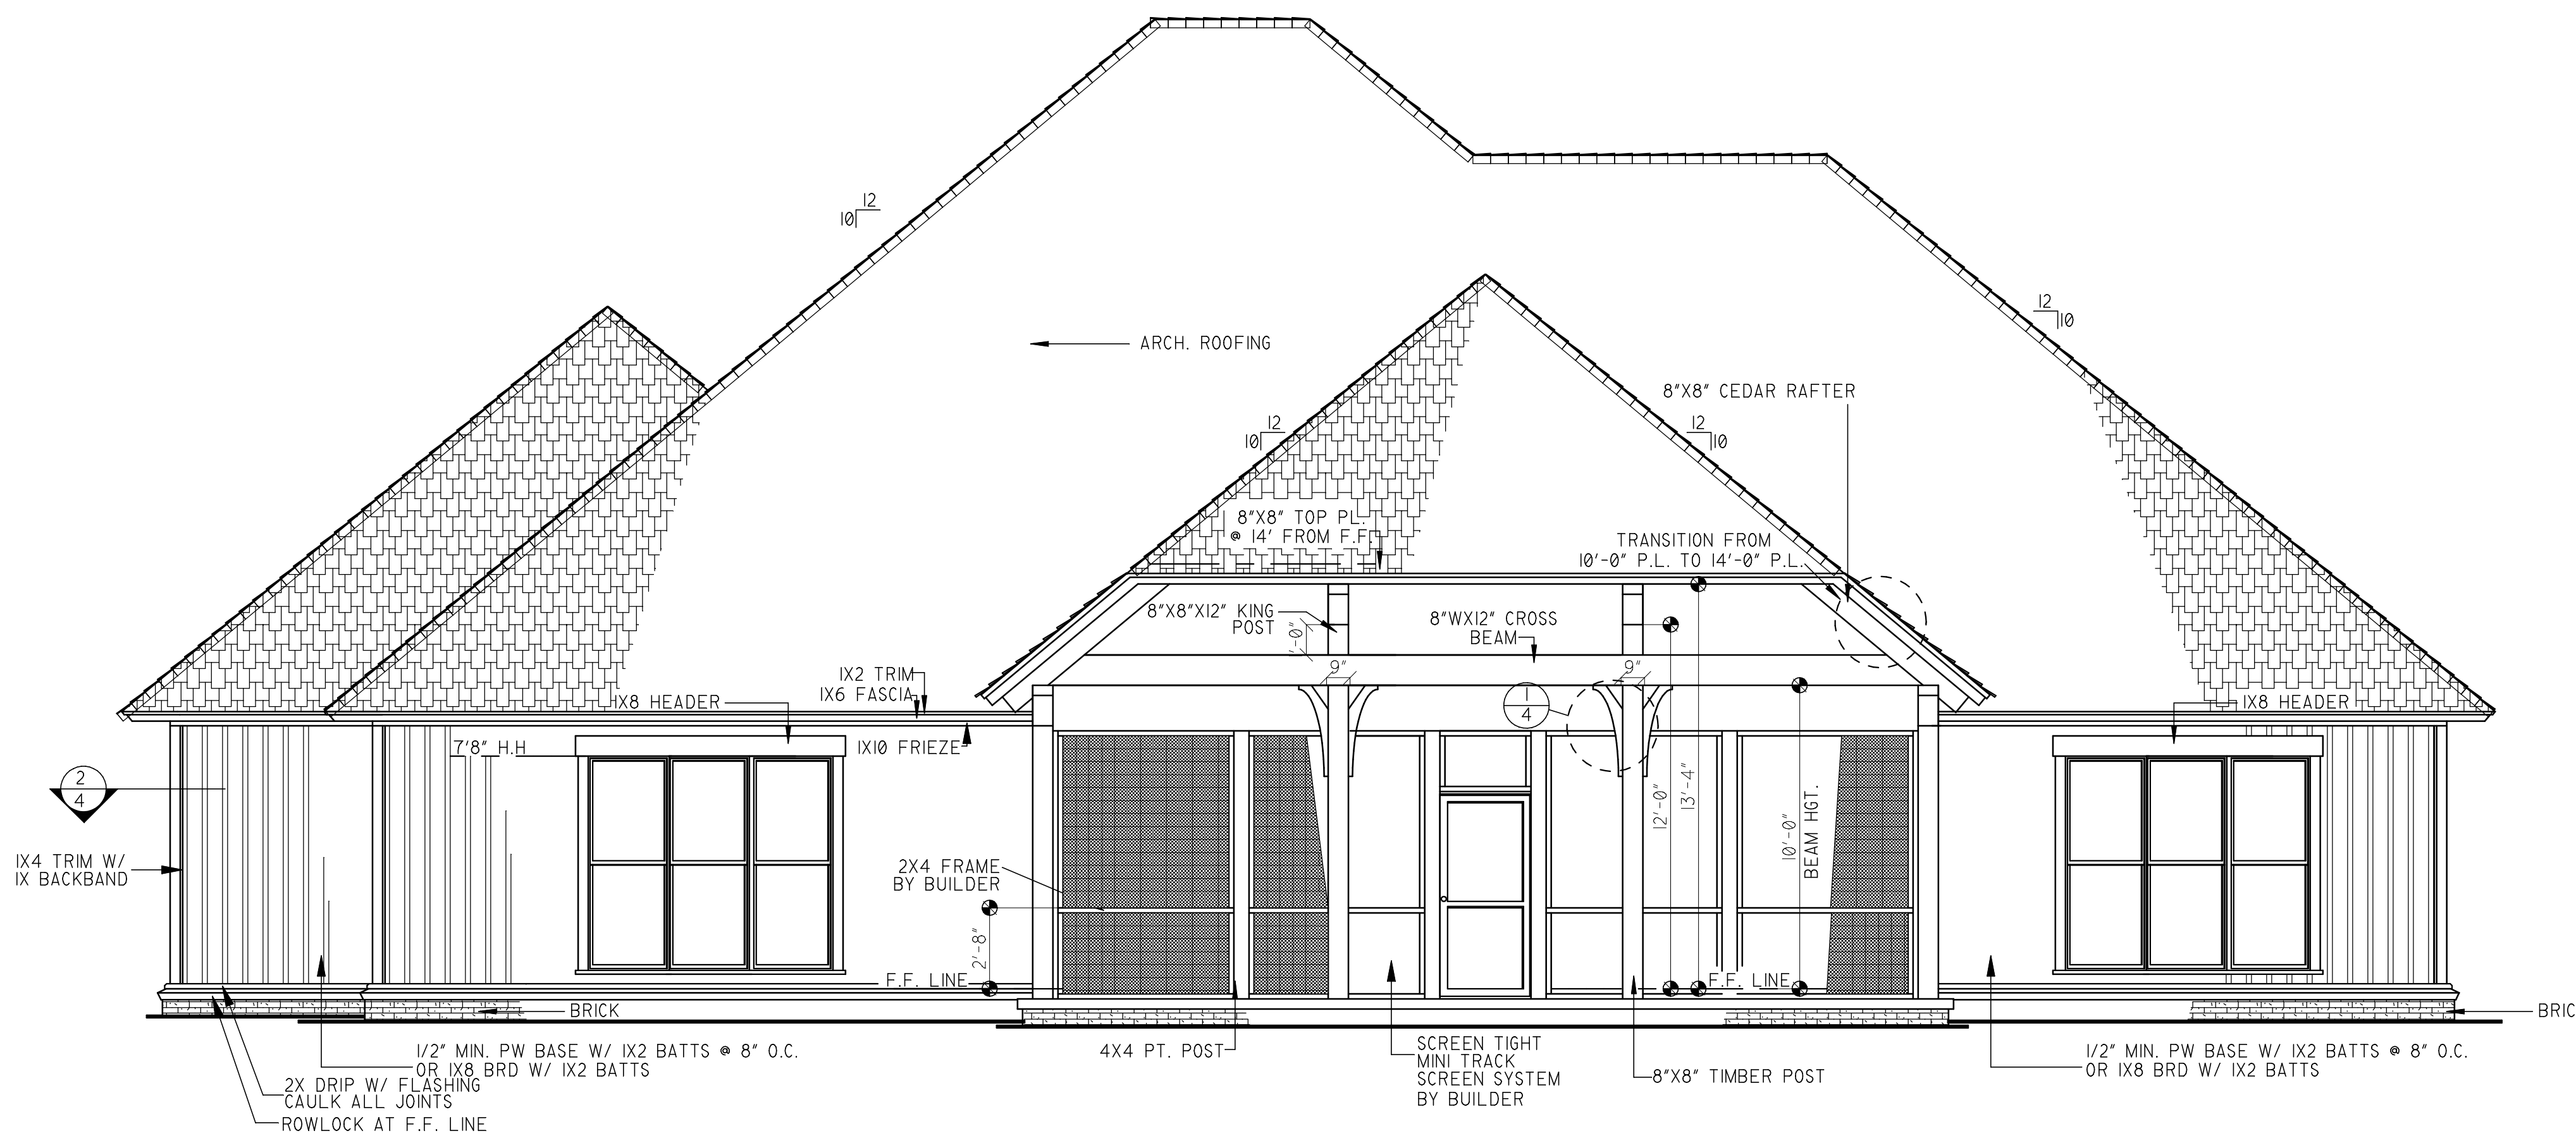 12
10
12
10
ARCH. ROOFING
8"X8" CEDAR RAFTER
12
10
12
10
8"X8" TOP PL.
@ 14' FROM F.F.
TRANSITION FROM
10'-0" P.L. TO 14'-0" P.L.
8"X8"X12" KING
POST
'-0"
8"WX12" CROSS
BEAM
1X2 TRIM
1X6 FASCIA
1X8 HEADER
9"
9"
1
4
1X8 HEADER
7'8" H.H
1X10 FRIEZE
2
4
12'-0"
13'-4"
10'-0"
BEAM HGT.
1X4 TRIM W/
1X BACKBAND
2X4 FRAME
BY BUILDER
2'-8"
F.F. LINE
F.F. LINE
BRICK
BRIC
1/2" MIN. PW BASE W/ 1X2 BATTS @ 8" O.C.
OR 1X8 BRD W/ 1X2 BATTS
2X DRIP W/ FLASHING
CAULK ALL JOINTS
ROWLOCK AT F.F. LINE
4X4 PT. POST
SCREEN TIGHT
MINI TRACK
SCREEN SYSTEM
BY BUILDER
8"X8" TIMBER POST
1/2" MIN. PW BASE W/ 1X2 BATTS @ 8" O.C.
OR 1X8 BRD W/ 1X2 BATTS